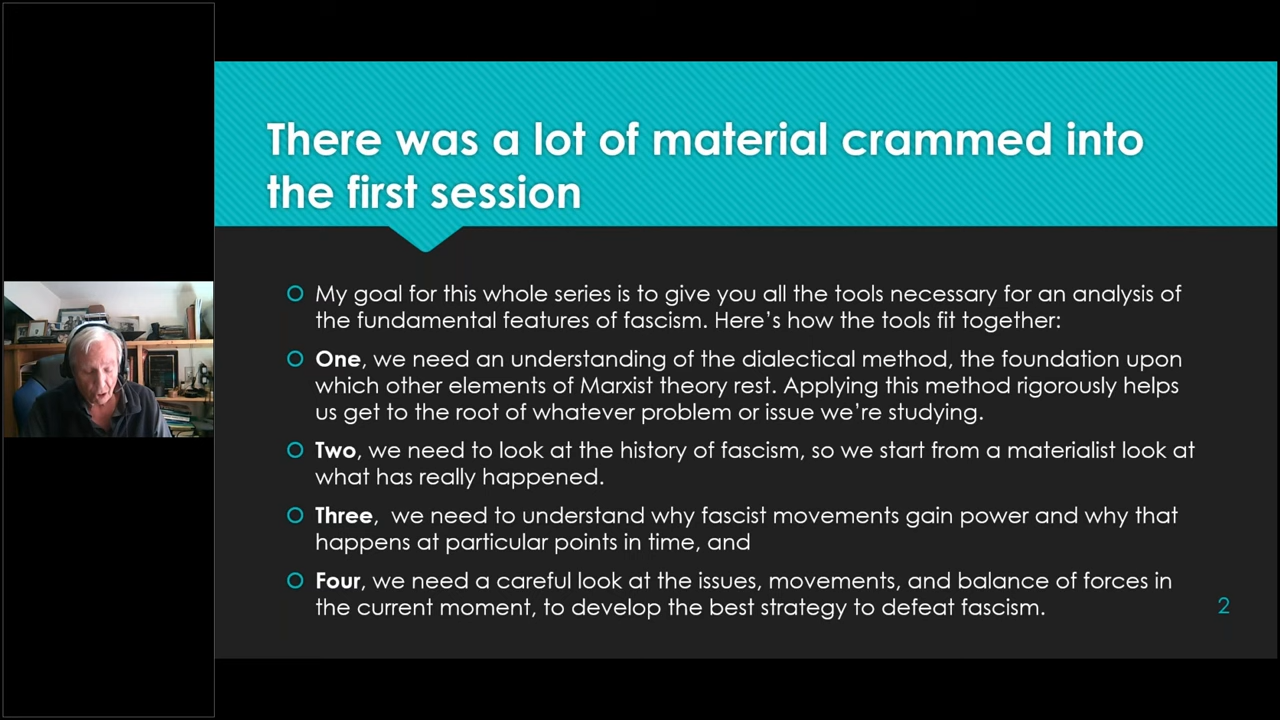 There was a lot of material crammed into
the first session
My goal for this whole series is to give you all the tools necessary for an analysis of
the fundamental features of fascism. Here’s how the tools fit together:
One, we need an understanding of the dialectical method, the foundation upon
which other elements of Marxist theory rest. Applying this method rigorously helps
us get to the root of whatever problem or issue we’re studying.
Two, we need to look at the history of fascism, so we start from a materialist look at
what has really happened.
Three, we need to understand why fascist movements gain power and why that
happens at particular points in time, and
Four, we need a careful look at the issues, movements, and balance of forces in
the current moment, to develop the best strategy to defeat fascism.
2